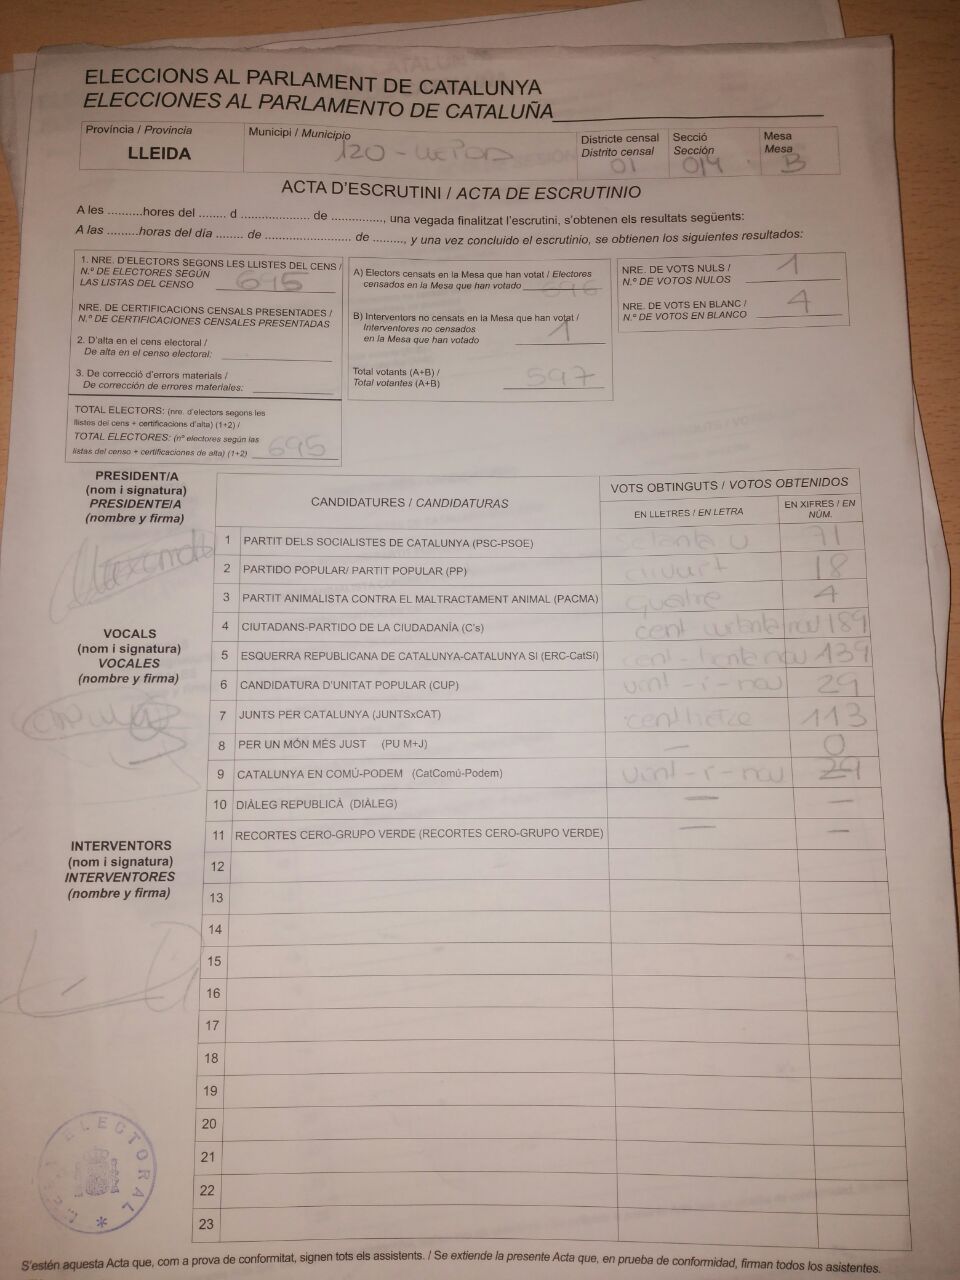 ELECCIONS AL PARLAMENT DE CATALUNYA
ELECCIONES AL PARLAMENTO DE CATALUÑA
Província / Provincia
LLEIDA
Municipi / Municipio
120 - LLEIDA
Districte censal
Distrito censal
01
Secció
Sección
014
Mesa
Mesa
B
ACTA D'ESCRUTINI / ACTA DE ESCRUTINIO
A les ..........hores del ........ d .................... de ..............., una vegada finalitzat l'escrutini, s'obtenen els resultats següents:
A las .........horas del día ........ de ......................... de ........., y una vez concluido el escrutinio, se obtienen los siguientes resultados:
1. NRE. D'ELECTORS SEGONS LES LLISTES DEL CENS /
N.º DE ELECTORES SEGÚN
LAS LISTAS DEL CENSO 695
NRE. DE CERTIFICACIONS CENSALS PRESENTADES /
N.º DE CERTIFICACIONES CENSALES PRESENTADAS
2. D'alta en el cens electoral /
De alta en el censo electoral:
3. De correcció d'errors materials /
De corrección de errores materiales:
TOTAL ELECTORS: (nre. d'electors segons les
llistes del cens + certificacions d'alta) (1+2) /
TOTAL ELECTORES: (nº electores según las
listas del censo + certificaciones de alta) (1+2) 695
A) Electors censats en la Mesa que han votat / Electores
censados en la Mesa que han votado 596
B) Interventors no censats en la Mesa que han votat /
Interventores no censados
en la Mesa que han votado 1
Total votants (A+B) /
Total votantes (A+B) 597
NRE. DE VOTS NULS /
N.º DE VOTOS NULOS 1
NRE. DE VOTS EN BLANC /
N.º DE VOTOS EN BLANCO 4
PRESIDENT/A
(nom i signatura)
PRESIDENTE/A
(nombre y firma)
VOCALS
(nom i signatura)
VOCALES
(nombre y firma)
INTERVENTORS
(nom i signatura)
INTERVENTORES
(nombre y firma)
CANDIDATURES / CANDIDATURAS
VOTS OBTINGUTS / VOTOS OBTENIDOS
EN LLETRES / EN LETRA
EN XIFRES / EN NÚM.
1 PARTIT DELS SOCIALISTES DE CATALUNYA (PSC-PSOE) setanta u 71
2 PARTIDO POPULAR/ PARTIT POPULAR (PP) divuit 18
3 PARTIT ANIMALISTA CONTRA EL MALTRACTAMENT ANIMAL (PACMA) quatre 4
4 CIUTADANS-PARTIDO DE LA CIUDADANÍA (C's) cent vuitanta nou 189
5 ESQUERRA REPUBLICANA DE CATALUNYA-CATALUNYA SÍ (ERC-CatSí) cent-trenta nou 139
6 CANDIDATURA D'UNITAT POPULAR (CUP) vint-i-nou 29
7 JUNTS PER CATALUNYA (JUNTSxCAT) cent tretze 113
8 PER UN MÓN MÉS JUST (PU M+J) — 0
9 CATALUNYA EN COMÚ-PODEM (CatComú-Podem) vint-i-nou 29
10 DIÀLEG REPUBLICÀ (DIÀLEG) — —
11 RECORTES CERO-GRUPO VERDE (RECORTES CERO-GRUPO VERDE) — —
12
13
14
15
16
17
18
19
20
21
22
23
S'estén aquesta Acta que, com a prova de conformitat, signen tots els assistents. / Se extiende la presente Acta que, en prueba de conformidad, firman todos los asistentes.